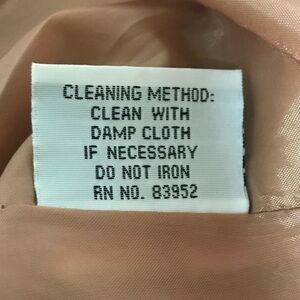 CLEANING METHOD:
CLEAN WITH
DAMP CLOTH
IF NECESSARY
DO NOT IRON
RN NO. 83952